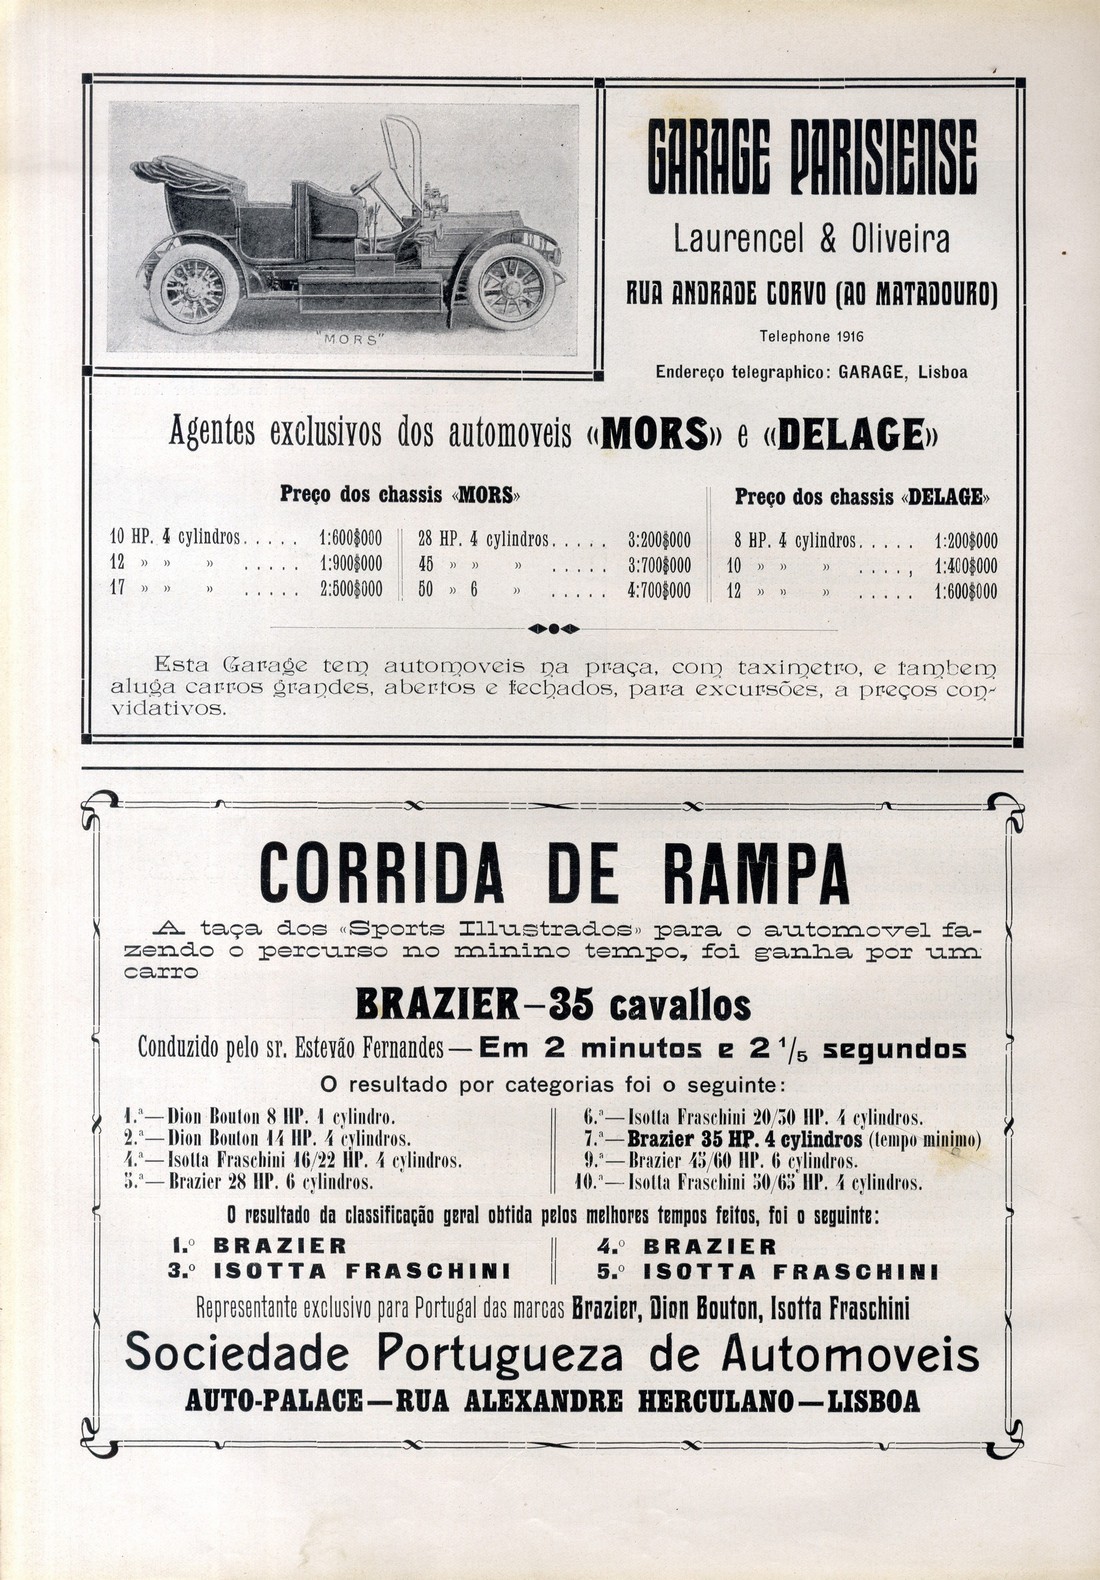 "MORS"
GARAGE PARISIENSE
Laurencel & Oliveira
RUA ANDRADE CORVO (AO MATADOURO)
Telephone 1916
Endereço telegraphico: GARAGE, Lisboa
Agentes exclusivos dos automoveis «MORS» e «DELAGE»
Preço dos chassis «MORS»
10 HP. 4 cylindros..... 1:600$000
12 » » » ..... 1:900$000
17 » » » ..... 2:500$000
28 HP. 4 cylindros..... 3:200$000
45 » » » ..... 3:700$000
50 » 6 » ..... 4:700$000
Preço dos chassis «DELAGE»
8 HP. 4 cylindros..... 1:200$000
10 » » » ...., 1:400$000
12 » » » ..... 1:600$000
Esta Garage tem automoveis na praça, com taximetro, e tambem
aluga carros grandes, abertos e fechados, para excursões, a preços con-
vidativos.
CORRIDA DE RAMPA
A taça dos «Sports Illustrados» para o automovel fa-
zendo o percurso no minino tempo, foi ganha por um
carro
BRAZIER–35 cavallos
Conduzido pelo sr. Estevão Fernandes — Em 2 minutos e 2 1/5 segundos
O resultado por categorias foi o seguinte:
1.ª—Dion Bouton 8 HP. 1 cylindro.
2.ª—Dion Bouton 14 HP. 4 cylindros.
4.ª—Isotta Fraschini 16/22 HP. 4 cylindros.
5.ª—Brazier 28 HP. 6 cylindros.
6.ª—Isotta Fraschini 20/30 HP. 4 cylindros.
7.ª—Brazier 35 HP. 4 cylindros (tempo minimo)
9.ª—Brazier 45/60 HP. 6 cylindros.
10.ª—Isotta Fraschini 50/65 HP. 4 cylindros.
O resultado da classificação geral obtida pelos melhores tempos feitos, foi o seguinte:
1.º BRAZIER
3.º ISOTTA FRASCHINI
4.º BRAZIER
5.º ISOTTA FRASCHINI
Representante exclusivo para Portugal das marcas Brazier, Dion Bouton, Isotta Fraschini
Sociedade Portugueza de Automoveis
AUTO-PALACE—RUA ALEXANDRE HERCULANO—LISBOA